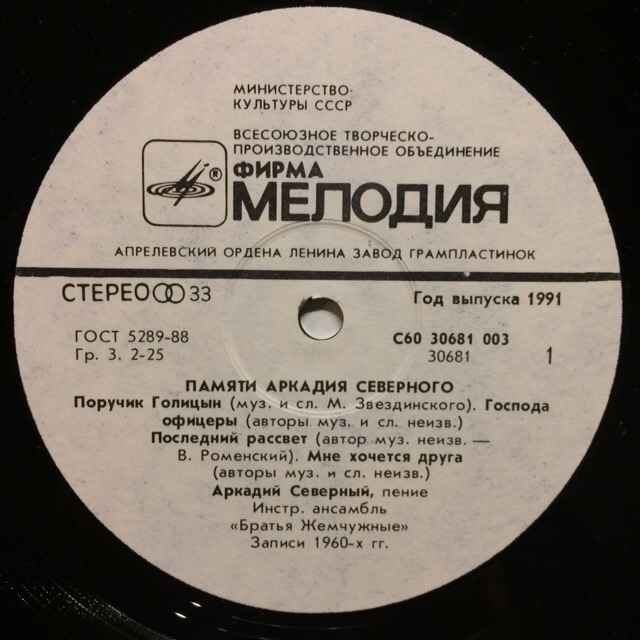 МИНИСТЕРСТВО
КУЛЬТУРЫ СССР
ВСЕСОЮЗНОЕ ТВОРЧЕСКО-
ПРОИЗВОДСТВЕННОЕ ОБЪЕДИНЕНИЕ
ФИРМА
®
МЕЛОДИЯ
АПРЕЛЕВСКИЙ ОРДЕНА ЛЕНИНА ЗАВОД ГРАМПЛАСТИНОК
СТЕРЕО 33
Год выпуска 1991
ГОСТ 5289-88
С60 30681 003
Гр. 3. 2-25
30681
1
ПАМЯТИ АРКАДИЯ СЕВЕРНОГО
Поручик Голицын (муз. и сл. М. Звездинского). Господа
офицеры (авторы муз. и сл. неизв.)
Последний рассвет (автор муз. неизв. —
В. Роменский). Мне хочется друга
(авторы муз. и сл. неизв.)
Аркадий Северный, пение
Инстр. ансамбль
«Братья Жемчужные»
Записи 1960-х гг.